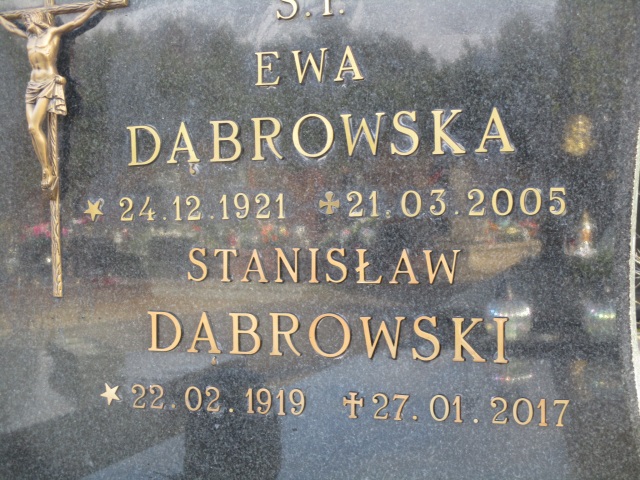 Ś.P.
EWA
DĄBROWSKA
24.12.1921 21.03.2005
STANISŁAW
DĄBROWSKI
22.02.1919 27.01.2017